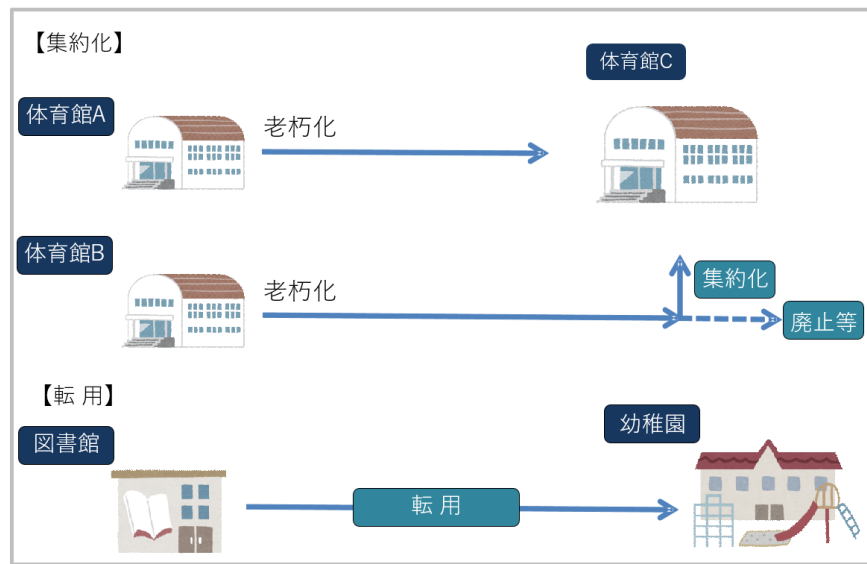 【集約化】
体育館C
体育館A
老朽化
体育館B
老朽化
集約化
廃止等
【転 用】
図書館
幼稚園
転 用